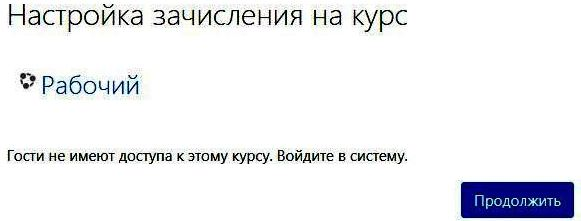 Настройка зачисления на курс
Рабочий
Гости не имеют доступа к этому курсу. Войдите в систему.
Продолжить